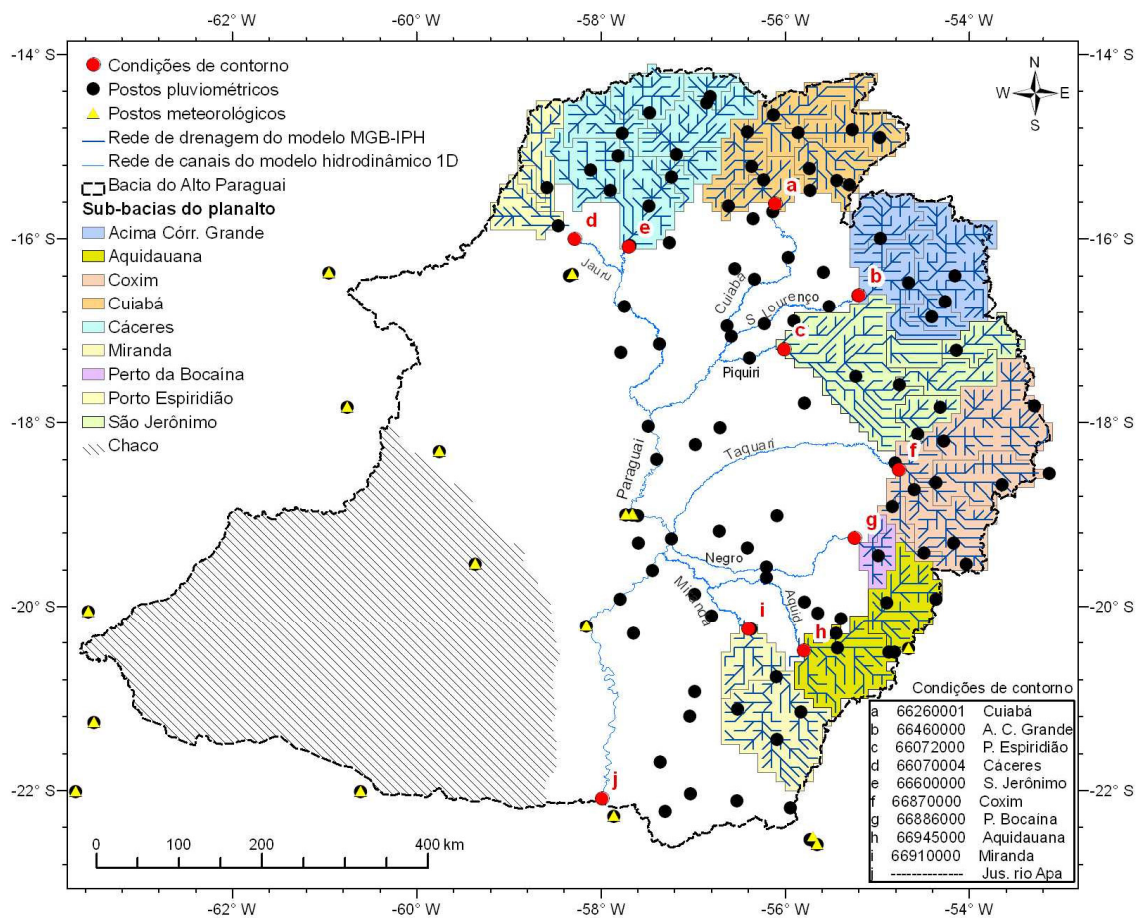 -62° W -60° W -58° W -56° W -54° W
-14° S -14° S
Condições de contorno
Postos pluviométricos
Postos meteorológicos
Rede de drenagem do modelo MGB-IPH
Rede de canais do modelo hidrodinâmico 1D
Bacia do Alto Paraguai
Sub-bacias do planalto
Acima Córr. Grande
Aquidauana
Coxim
Cuiabá
Cáceres
Miranda
Perto da Bocaína
Porto Espiridião
São Jerônimo
Chaco
N
W E
S
a
d
e
-16° S -16° S
Jauru
b
Cuiabá
S. Lourenço
c
Piquiri
-18° S -18° S
f
Taquari
Paraguai
g
Negro
Miranda
Aquid
-20° S -20° S
i
h
-22° S -22° S
j
0 100 200 400 km
Condições de contorno
a 66260001 Cuiabá
b 66460000 A. C. Grande
c 66072000 P. Espiridião
d 66070004 Cáceres
e 66600000 S. Jerônimo
f 66870000 Coxim
g 66886000 P. Bocaina
h 66945000 Aquidauana
i 66910000 Miranda
j -------------- Jus. rio Apa
-62° W -60° W -58° W -56° W -54° W